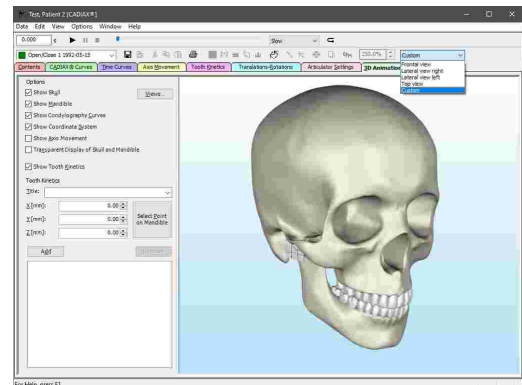 Test, Patient 2 [CADIAX®]
Data Edit View Options Window Help
0.000 s Slow
Open/Close 1 1992-05-15 250.0% Custom
Contents CADIAX® Curves Time Curves Axis Movement Tooth Kinetics Translations-Rotations Articulator Settings 3D Animation
Frontal view
Lateral view right
Lateral view left
Top view
Custom
Options
Show Skull Views...
Show Mandible
Show Condylography Curves
Show Coordinate System
Show Axis Movement
Transparent Display of Skull and Mandible
Show Tooth Kinetics
Tooth Kinetics
Title:
X [mm]: 0.00
Y [mm]: 0.00 Select Point on Mandible
Z [mm]: 0.00
Add
For Help, press F1